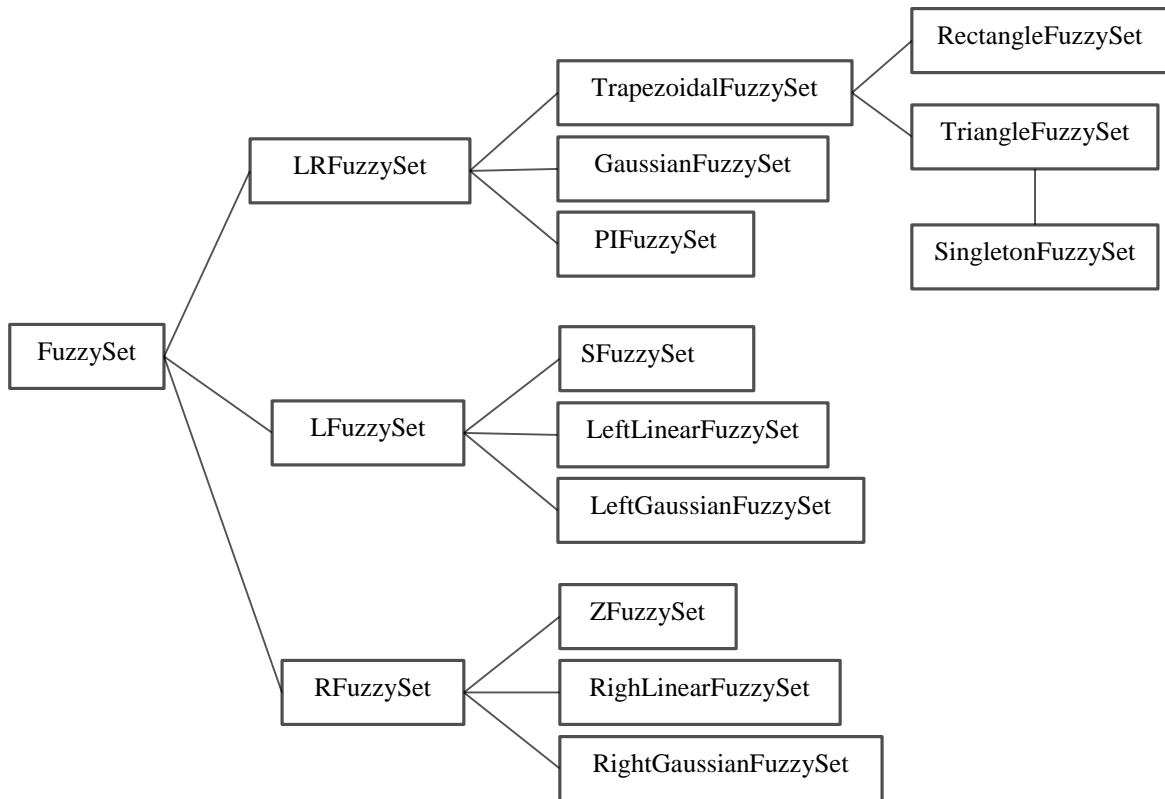 RectangleFuzzySet
TrapezoidalFuzzySet
TriangleFuzzySet
LRFuzzySet
GaussianFuzzySet
PIFuzzySet
SingletonFuzzySet
FuzzySet
SFuzzySet
LFuzzySet
LeftLinearFuzzySet
LeftGaussianFuzzySet
ZFuzzySet
RFuzzySet
RighLinearFuzzySet
RightGaussianFuzzySet